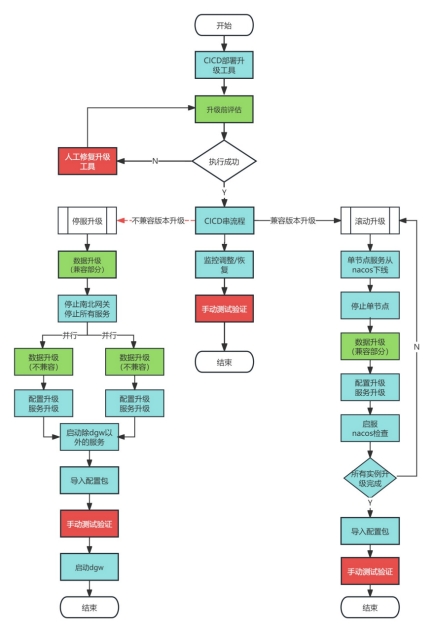 开始
CICD部署升
级工具
升级前评估
人工修复升级
工具
N
执行成功
Y
停服升级
不兼容版本升级
CICD串流程
兼容版本升级
滚动升级
数据升级
（兼容部分）
监控调整/恢
复
单节点服务从
nacos下线
停止南北网关
停止所有服务
手动测试验证
停止单节点
并行
并行
数据升级
（不兼容）
数据升级
（不兼容）
结束
数据升级
（兼容部分）
N
配置升级
服务升级
配置升级
服务升级
配置升级
服务升级
启动除dgw以
外的服务
启服
nacos检查
导入配置包
所有实例升
级完成
Y
手动测试验证
导入配置包
启动dgw
手动测试验证
结束
结束